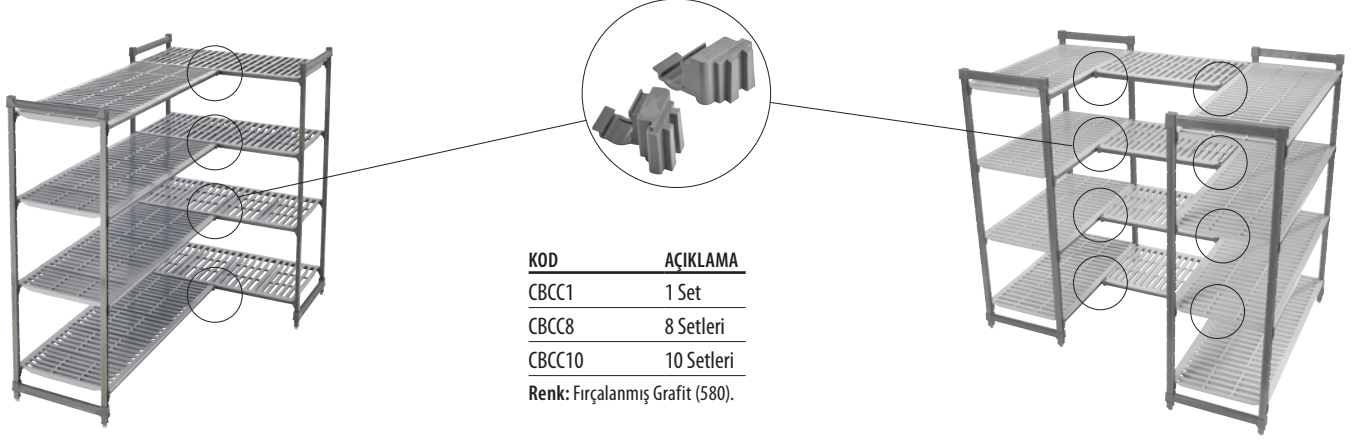 KOD AÇIKLAMA
CBCC1 1 Set
CBCC8 8 Setleri
CBCC10 10 Setleri
Renk: Fırçalanmış Grafit (580).